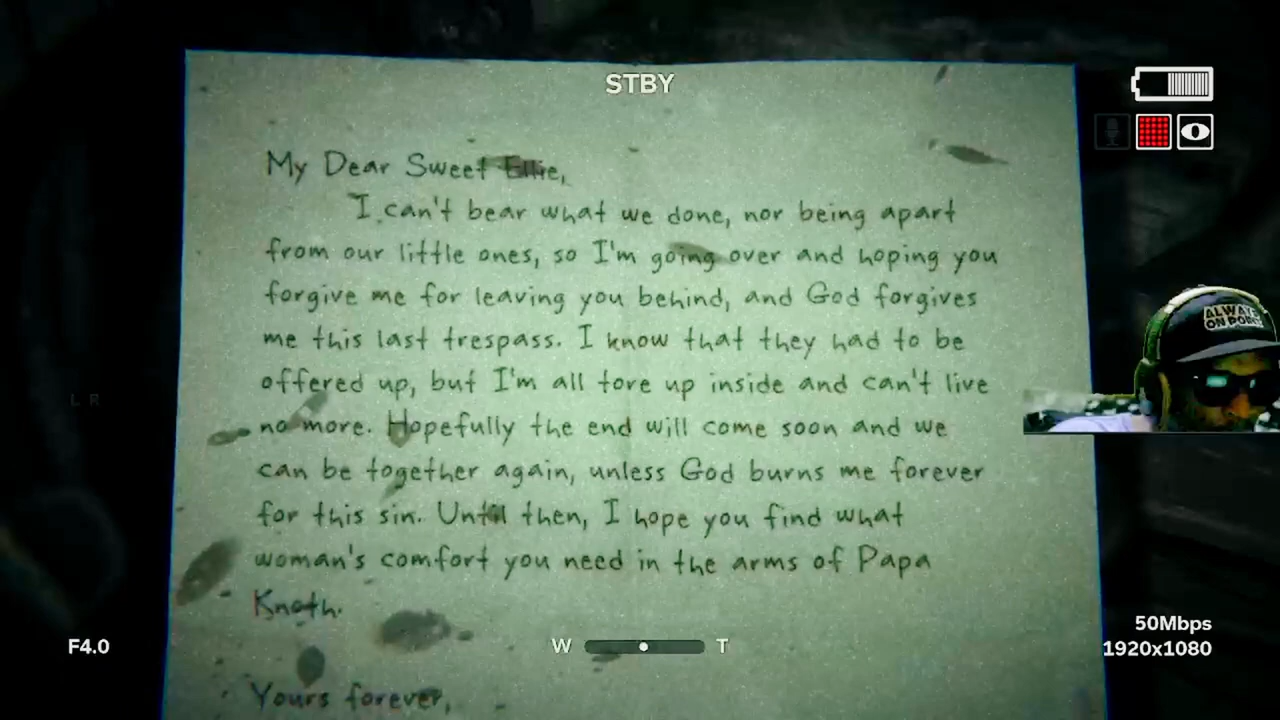 STBY
My Dear Sweet Ellie,
I can't bear what we done, nor being apart
from our little ones, so I'm going over and hoping you
forgive me for leaving you behind, and God forgives
me this last trespass. I know that they had to be
offered up, but I'm all tore up inside and can't live
no more. Hopefully the end will come soon and we
can be together again, unless God burns me forever
for this sin. Until then, I hope you find what
woman's comfort you need in the arms of Papa
Knoth.
Yours forever,
L R
ALWAYS
ON POINT
F4.0
W T
50Mbps
1920x1080